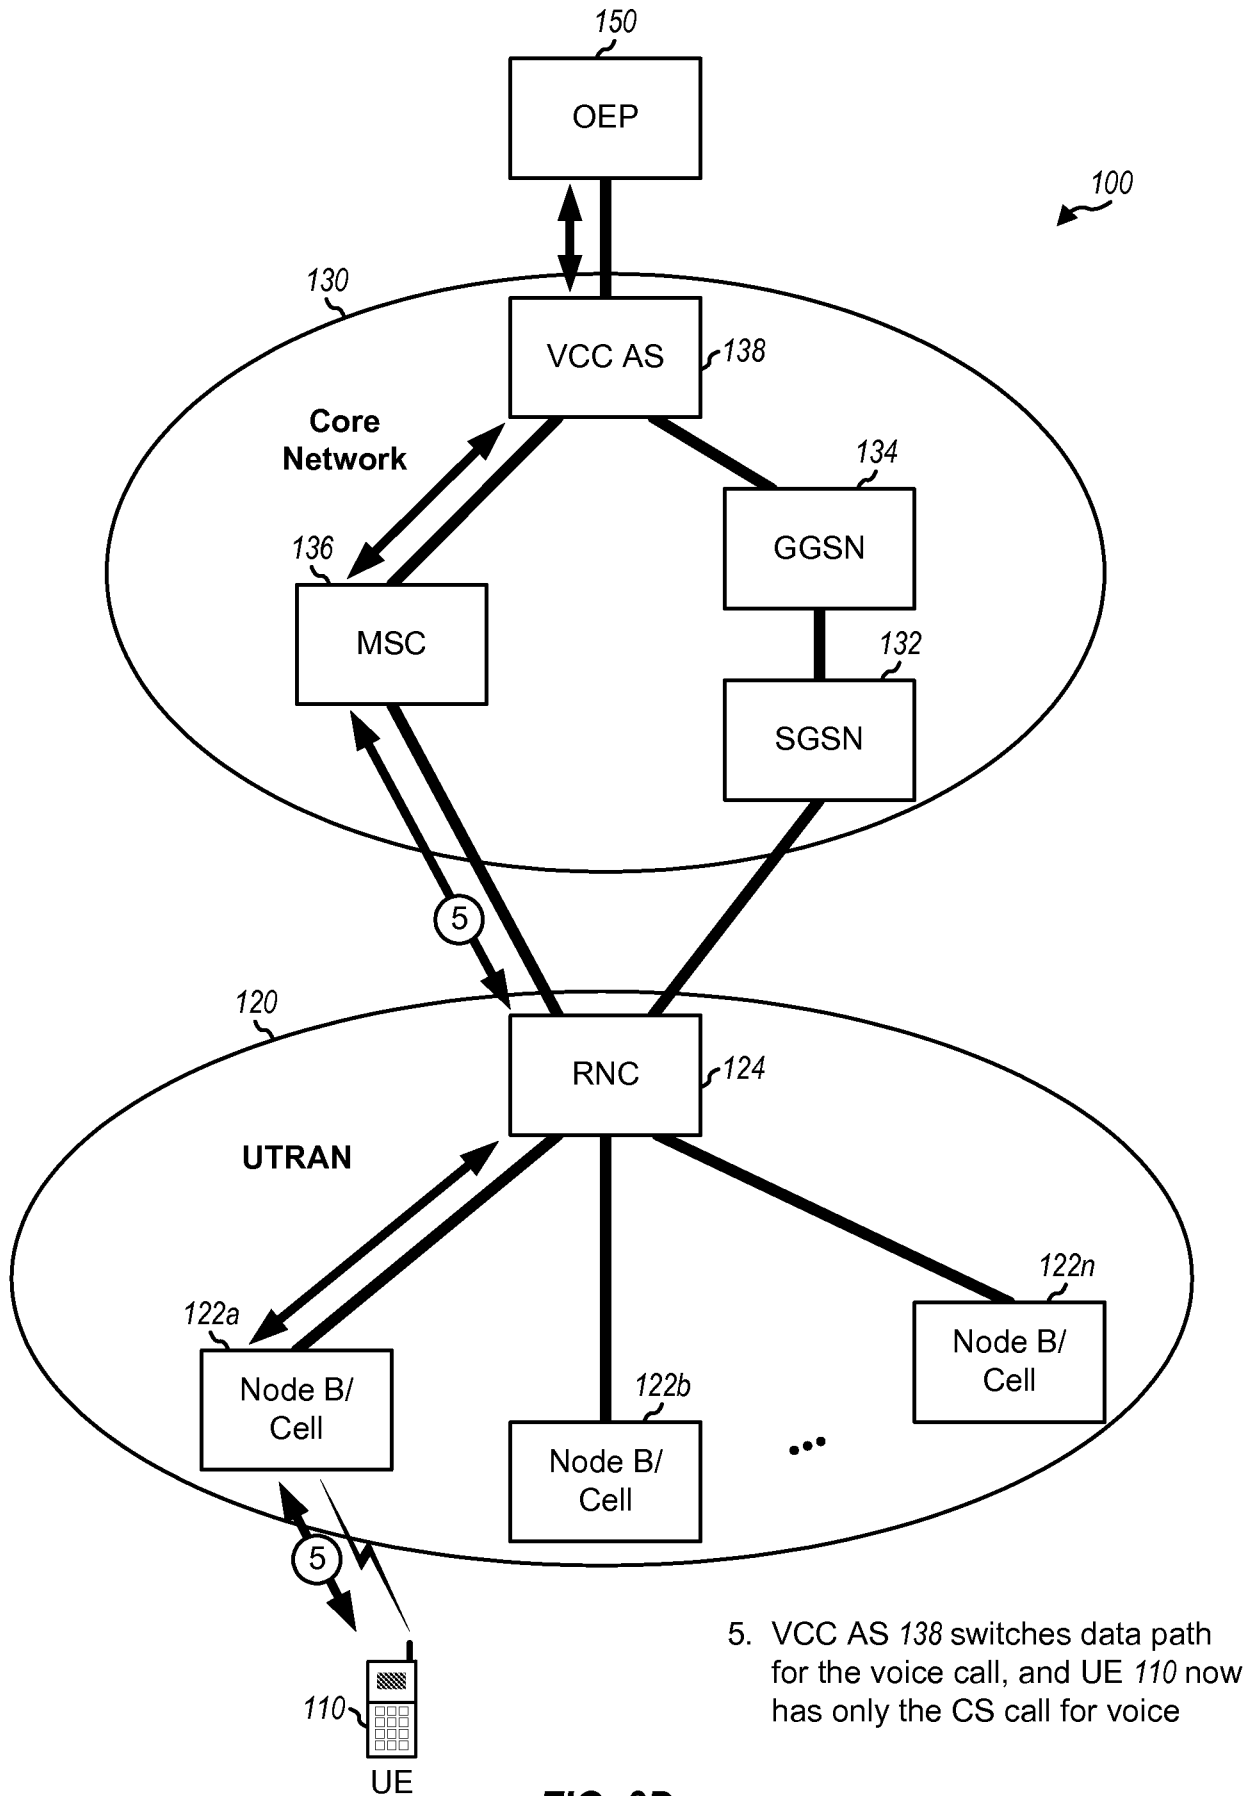 150
OEP
100
130
VCC AS
138
Core
Network
134
GGSN
136
MSC
132
SGSN
5
120
RNC
124
UTRAN
122n
Node B/
Cell
122a
Node B/
Cell
122b
Node B/
Cell
...
5
5. VCC AS 138 switches data path
for the voice call, and UE 110 now
has only the CS call for voice
110
UE